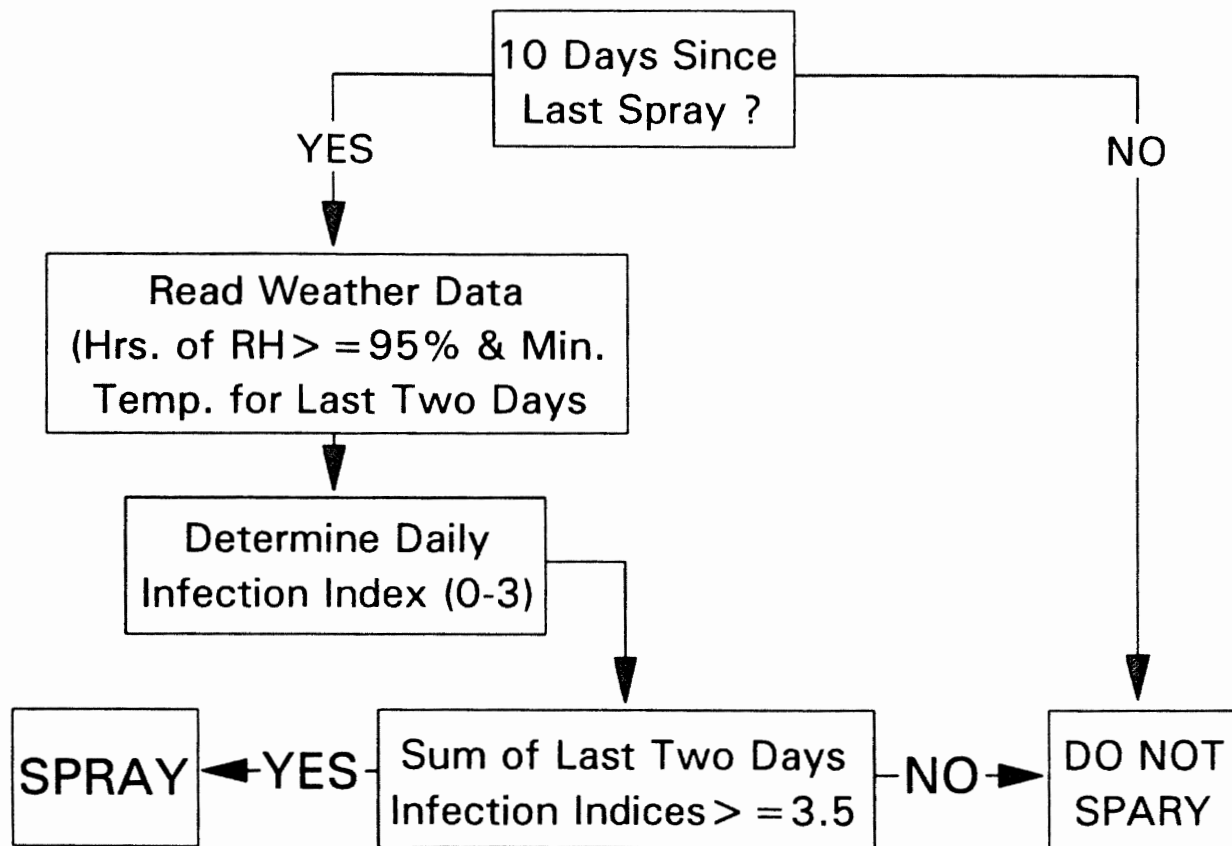 10 Days Since
Last Spray ?
YES
NO
Read Weather Data
(Hrs. of RH> =95% & Min.
Temp. for Last Two Days
Determine Daily
Infection Index (0-3)
SPRAY
YES
Sum of Last Two Days
Infection Indices> =3.5
NO
DO NOT
SPARY